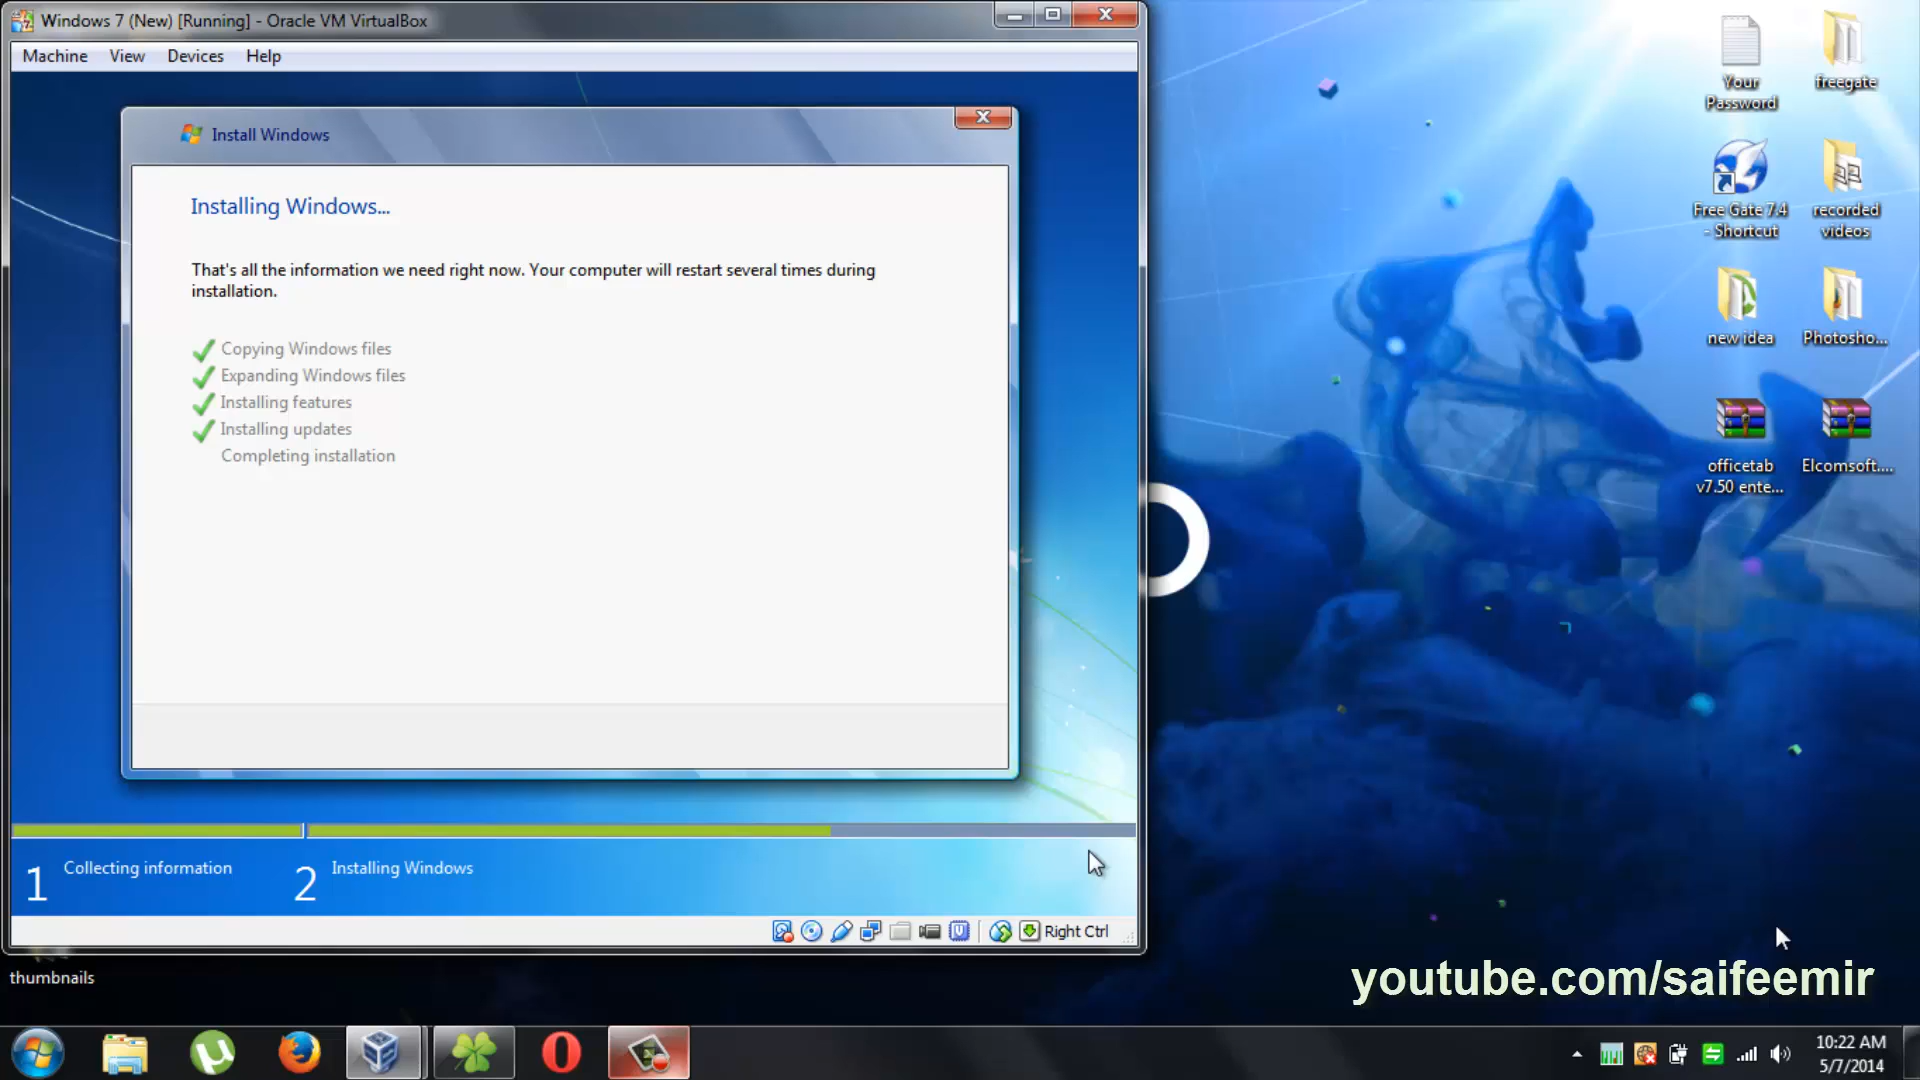 Windows 7 (New) [Running] - Oracle VM VirtualBox
Machine View Devices Help
Install Windows
Installing Windows...
That's all the information we need right now. Your computer will restart several times during
installation.
Copying Windows files
Expanding Windows files
Installing features
Installing updates
Completing installation
1 Collecting information
2 Installing Windows
Right Ctrl
Your
Password
freegate
Free Gate 7.4
- Shortcut
recorded
videos
new idea
Photosho...
officetab
v7.50 ente...
Elcomsoft....
thumbnails
youtube.com/saifeemir
10:22 AM
5/7/2014